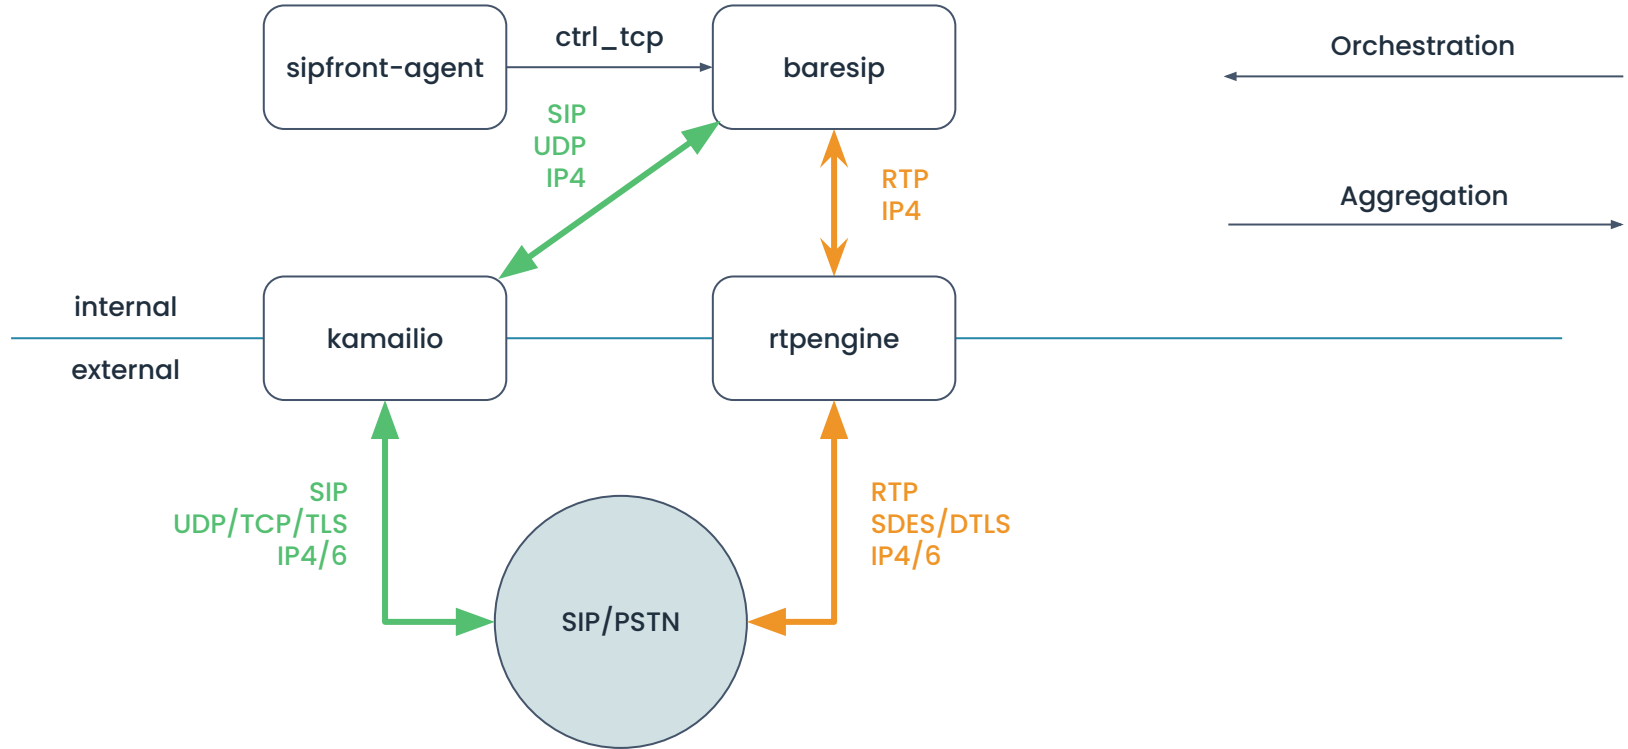 ctrl_tcp
sipfront-agent
baresip
Orchestration
SIP
UDP
IP4
RTP
IP4
Aggregation
internal
external
kamailio
rtpengine
SIP
UDP/TCP/TLS
IP4/6
RTP
SDES/DTLS
IP4/6
SIP/PSTN